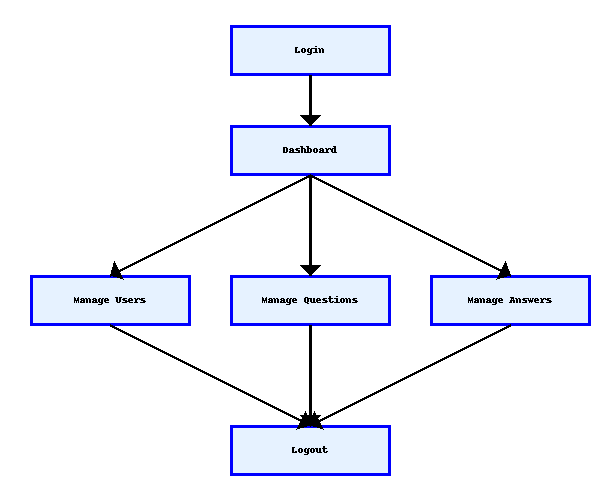 Login
Dashboard
Manage Users
Manage Questions
Manage Answers
Logout